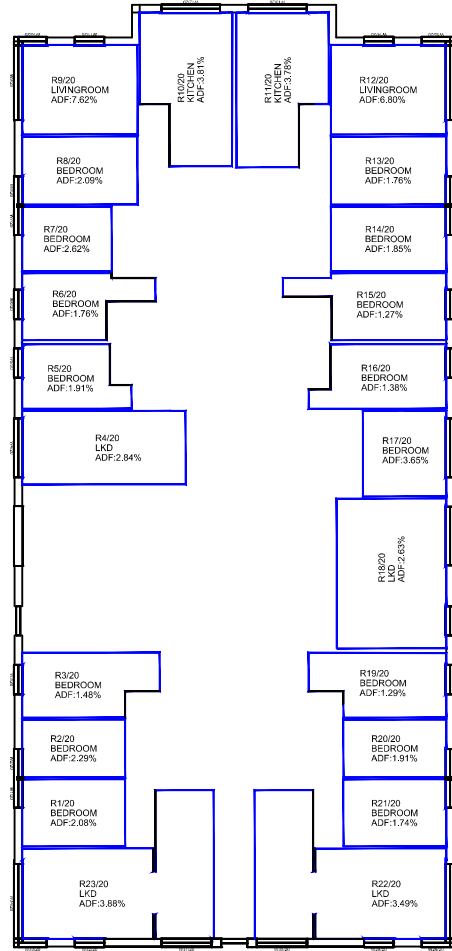 R9/20
LIVINGROOM
ADF:7.62%
R10/20
KITCHEN
ADF:3.81%
R11/20
KITCHEN
ADF:3.78%
R12/20
LIVINGROOM
ADF:6.80%
R8/20
BEDROOM
ADF:2.09%
R13/20
BEDROOM
ADF:1.76%
R7/20
BEDROOM
ADF:2.62%
R14/20
BEDROOM
ADF:1.85%
R6/20
BEDROOM
ADF:1.76%
R15/20
BEDROOM
ADF:1.27%
R5/20
BEDROOM
ADF:1.91%
R16/20
BEDROOM
ADF:1.38%
R4/20
LKD
ADF:2.84%
R17/20
BEDROOM
ADF:3.65%
R18/20
LKD
ADF:2.63%
R3/20
BEDROOM
ADF:1.48%
R19/20
BEDROOM
ADF:1.29%
R2/20
BEDROOM
ADF:2.29%
R20/20
BEDROOM
ADF:1.91%
R1/20
BEDROOM
ADF:2.08%
R21/20
BEDROOM
ADF:1.74%
R23/20
LKD
ADF:3.88%
R22/20
LKD
ADF:3.49%